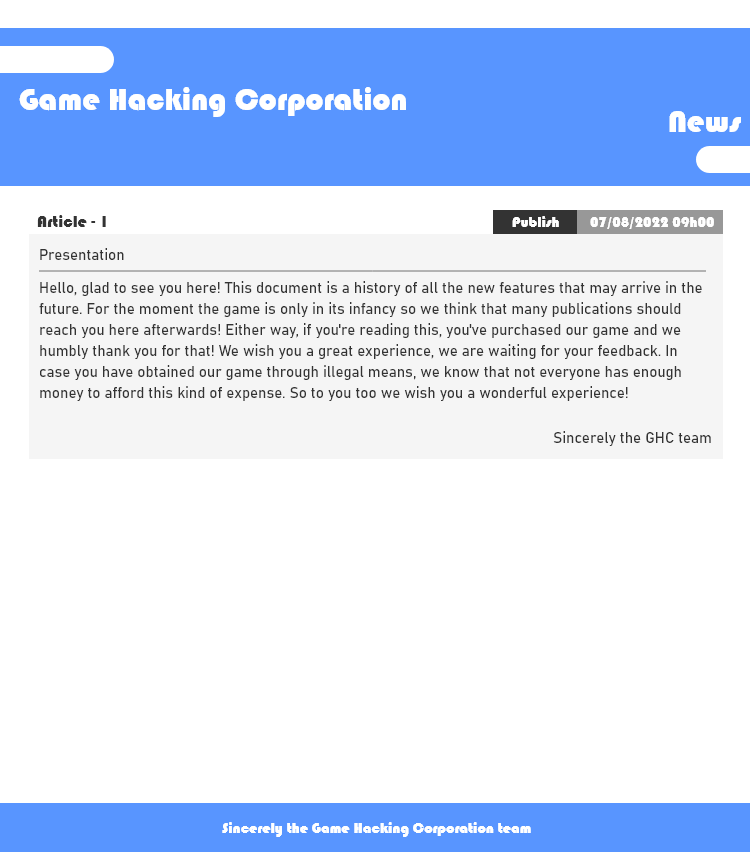 Game Hacking Corporation
News
Article - 1
Publish
07/08/2022 09h00
Presentation
Hello, glad to see you here! This document is a history of all the new features that may arrive in the
future. For the moment the game is only in its infancy so we think that many publications should
reach you here afterwards! Either way, if you're reading this, you've purchased our game and we
humbly thank you for that! We wish you a great experience, we are waiting for your feedback. In
case you have obtained our game through illegal means, we know that not everyone has enough
money to afford this kind of expense. So to you too we wish you a wonderful experience!
Sincerely the GHC team
Sincerely the Game Hacking Corporation team